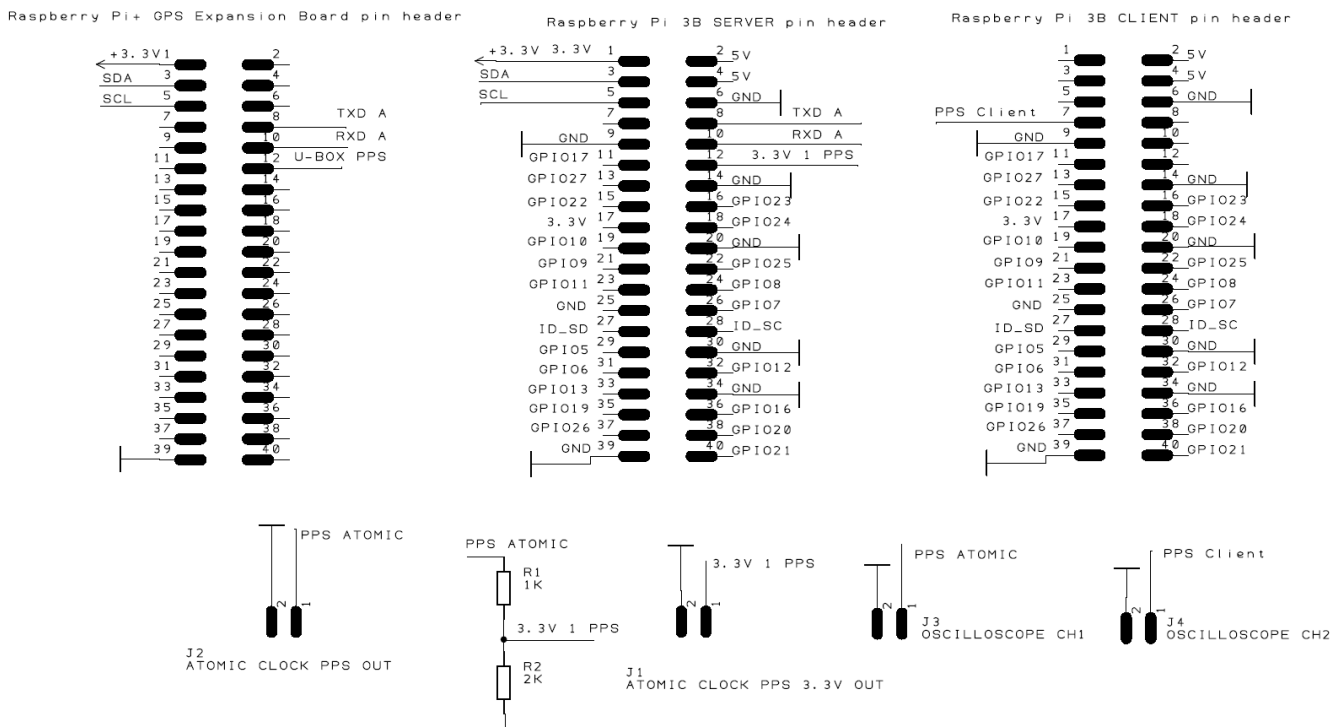 Raspberry Pi+ GPS Expansion Board pin header
+3.3V 1 2
SDA 3 4
SCL 5 6
7 8 TXD A
9 10 RXD A
11 12 U-BOX PPS
13 14
15 16
17 18
19 20
21 22
23 24
25 26
27 28
29 30
31 32
33 34
35 36
37 38
39 40
Raspberry Pi 3B SERVER pin header
+3.3V 3.3V 1 2 5V
SDA 3 4 5V
SCL 5 6 GND
7 8 TXD A
GND 9 10 RXD A
GPIO17 11 12 3.3V 1 PPS
GPIO27 13 14 GND
GPIO22 15 16 GPIO23
3.3V 17 18 GPIO24
GPIO10 19 20 GND
GPIO9 21 22 GPIO25
GPIO11 23 24 GPIO8
GND 25 26 GPIO7
ID_SD 27 28 ID_SC
GPIO5 29 30 GND
GPIO6 31 32 GPIO12
GPIO13 33 34 GND
GPIO19 35 36 GPIO16
GPIO26 37 38 GPIO20
GND 39 40 GPIO21
Raspberry Pi 3B CLIENT pin header
1 2 5V
3 4 5V
5 6 GND
PPS Client 7 8
GND 9 10
GPIO17 11 12
GPIO27 13 14 GND
GPIO22 15 16 GPIO23
3.3V 17 18 GPIO24
GPIO10 19 20 GND
GPIO9 21 22 GPIO25
GPIO11 23 24 GPIO8
GND 25 26 GPIO7
ID_SD 27 28 ID_SC
GPIO5 29 30 GND
GPIO6 31 32 GPIO12
GPIO13 33 34 GND
GPIO19 35 36 GPIO16
GPIO26 37 38 GPIO20
GND 39 40 GPIO21
PPS ATOMIC
2 1
J2
ATOMIC CLOCK PPS OUT
PPS ATOMIC
R1
1K
3.3V 1 PPS
R2
2K
3.3V 1 PPS
2 1
J1
ATOMIC CLOCK PPS 3.3V OUT
PPS ATOMIC
2 1
J3
OSCILLOSCOPE CH1
PPS Client
2 1
J4
OSCILLOSCOPE CH2